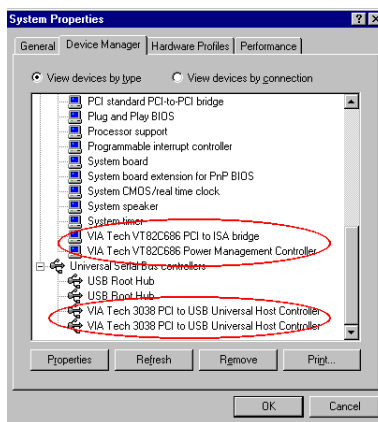 System Properties
General Device Manager Hardware Profiles Performance
View devices by type View devices by connection
PCI standard PCI-to-PCI bridge
Plug and Play BIOS
Processor support
Programmable interrupt controller
System board
System board extension for PnP BIOS
System CMOS/real time clock
System speaker
System timer
VIA Tech VT82C686 PCI to ISA bridge
VIA Tech VT82C686 Power Management Controller
Universal Serial Bus controllers
USB Root Hub
USB Root Hub
VIA Tech 3038 PCI to USB Universal Host Controller
VIA Tech 3038 PCI to USB Universal Host Controller
Properties Refresh Remove Print...
OK Cancel